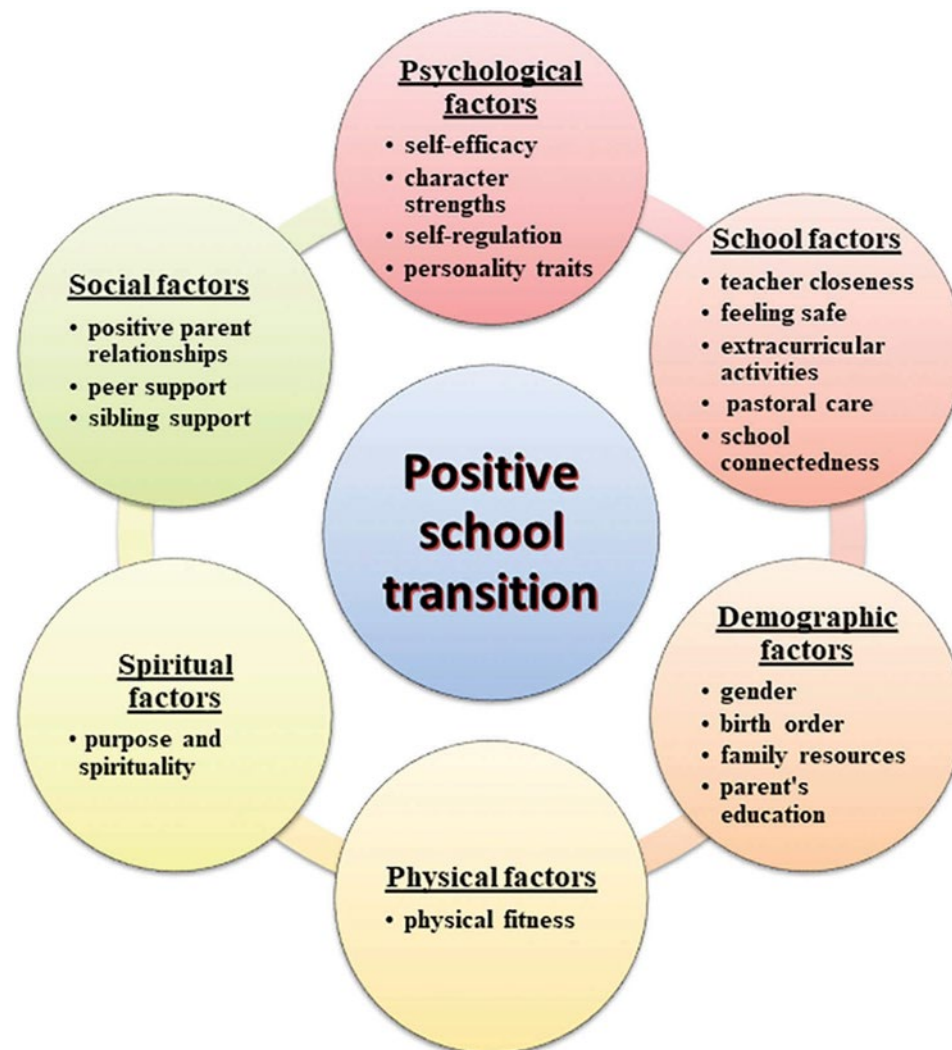 Psychological
factors
• self-efficacy
• character
strengths
• self-regulation
• personality traits
School factors
• teacher closeness
• feeling safe
• extracurricular
activities
• pastoral care
• school
connectedness
Demographic
factors
• gender
• birth order
• family resources
• parent's
education
Physical factors
• physical fitness
Spiritual
factors
• purpose and
spirituality
Social factors
• positive parent
relationships
• peer support
• sibling support
Positive
school
transition